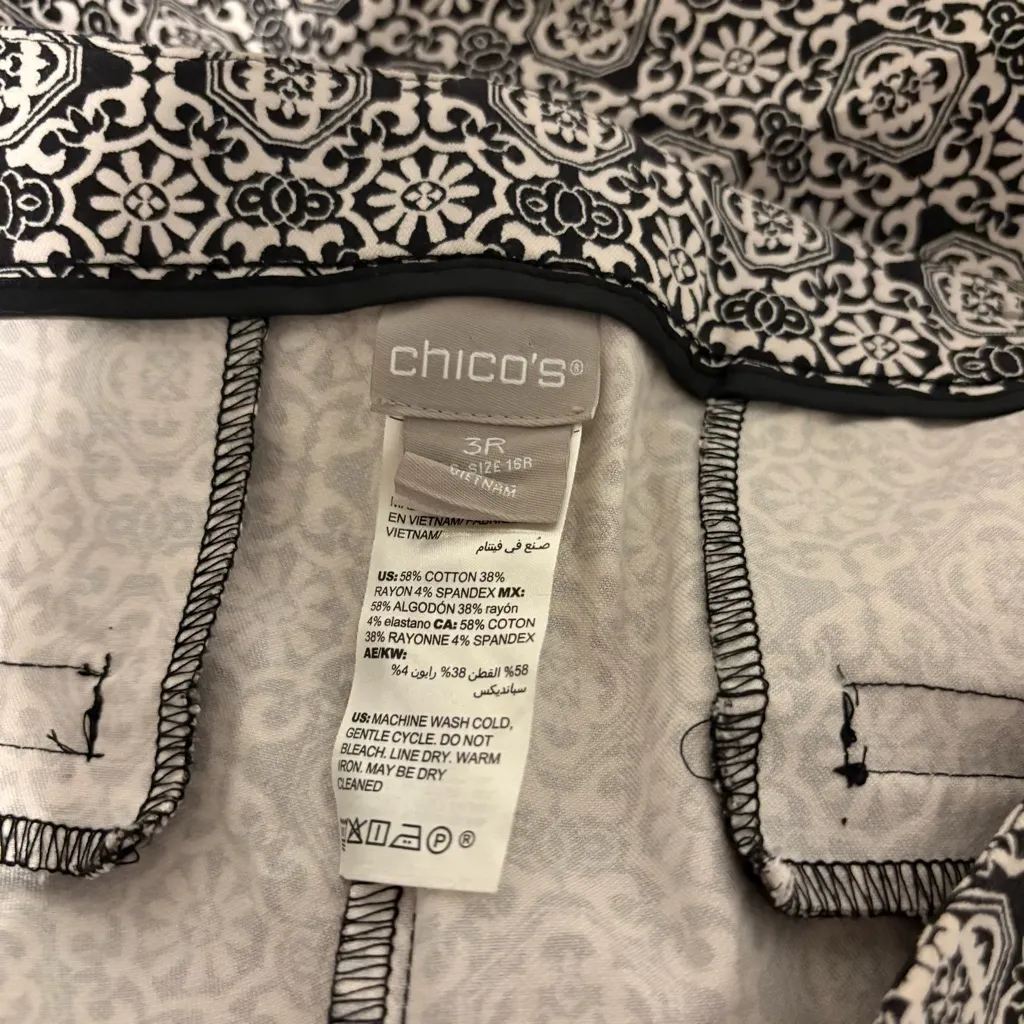 chico's®
3R
SIZE 16R
VIETNAM
EN VIETNAM/
VIETNAM/
صُنع في فيتنام
US: 58% COTTON 38%
RAYON 4% SPANDEX MX:
58% ALGODÓN 38% rayón
4% elastano CA: 58% COTON
38% RAYONNE 4% SPANDEX
AE/KW:
58% القطن 38% رايون 4%
سباندیکس
US: MACHINE WASH COLD,
GENTLE CYCLE. DO NOT
BLEACH. LINE DRY. WARM
IRON. MAY BE DRY
CLEANED
P ®